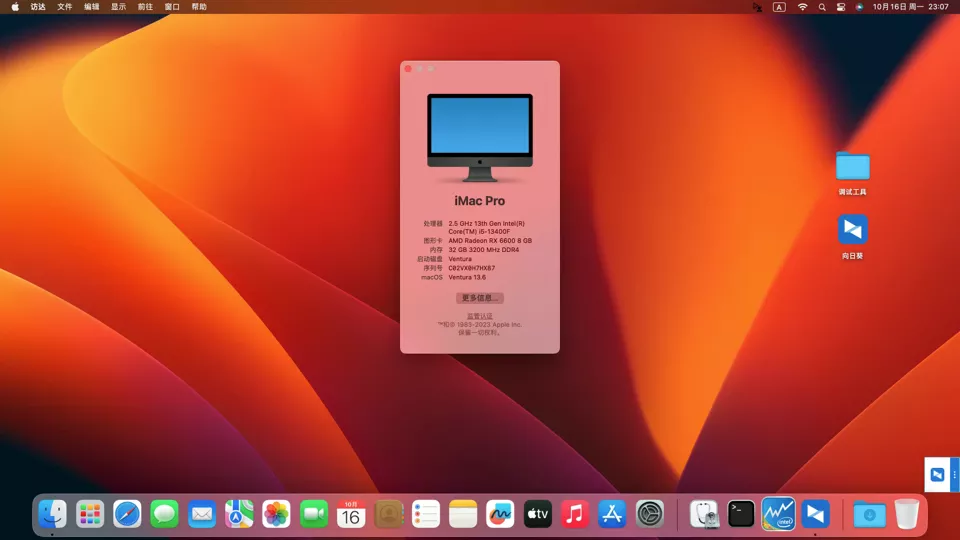 访达 文件 编辑 显示 前往 窗口 帮助 A 10月16日 周一 23:07
iMac Pro
处理器 2.5 GHz 13th Gen Intel(R)
Core(TM) i5-13400F
图形卡 AMD Radeon RX 6600 8 GB
内存 32 GB 3200 MHz DDR4
启动磁盘 Ventura
序列号 C02VX0H7HX87
macOS Ventura 13.6
更多信息...
监管认证
™和© 1983-2023 Apple Inc.
保留一切权利。
调试工具
向日葵
10月
16
tv
intel